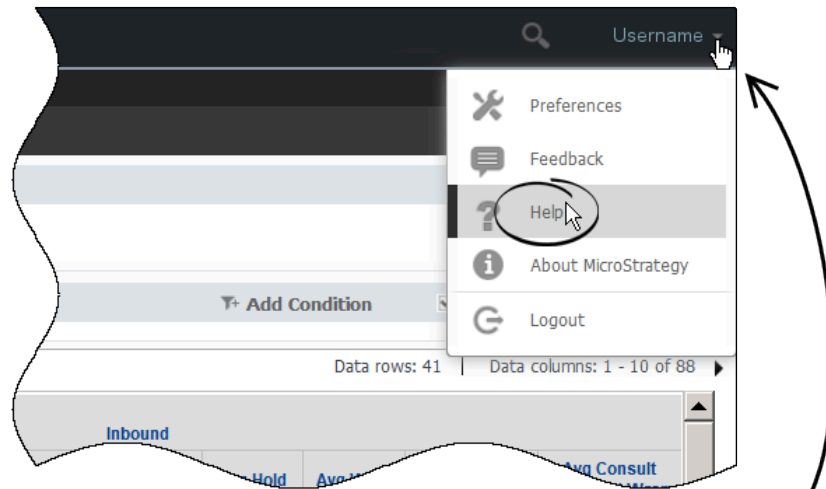 Username
Preferences
Feedback
Help
About MicroStrategy
Logout
Add Condition
Data rows: 41 | Data columns: 1 - 10 of 88
Inbound
Hold
Avg Consult